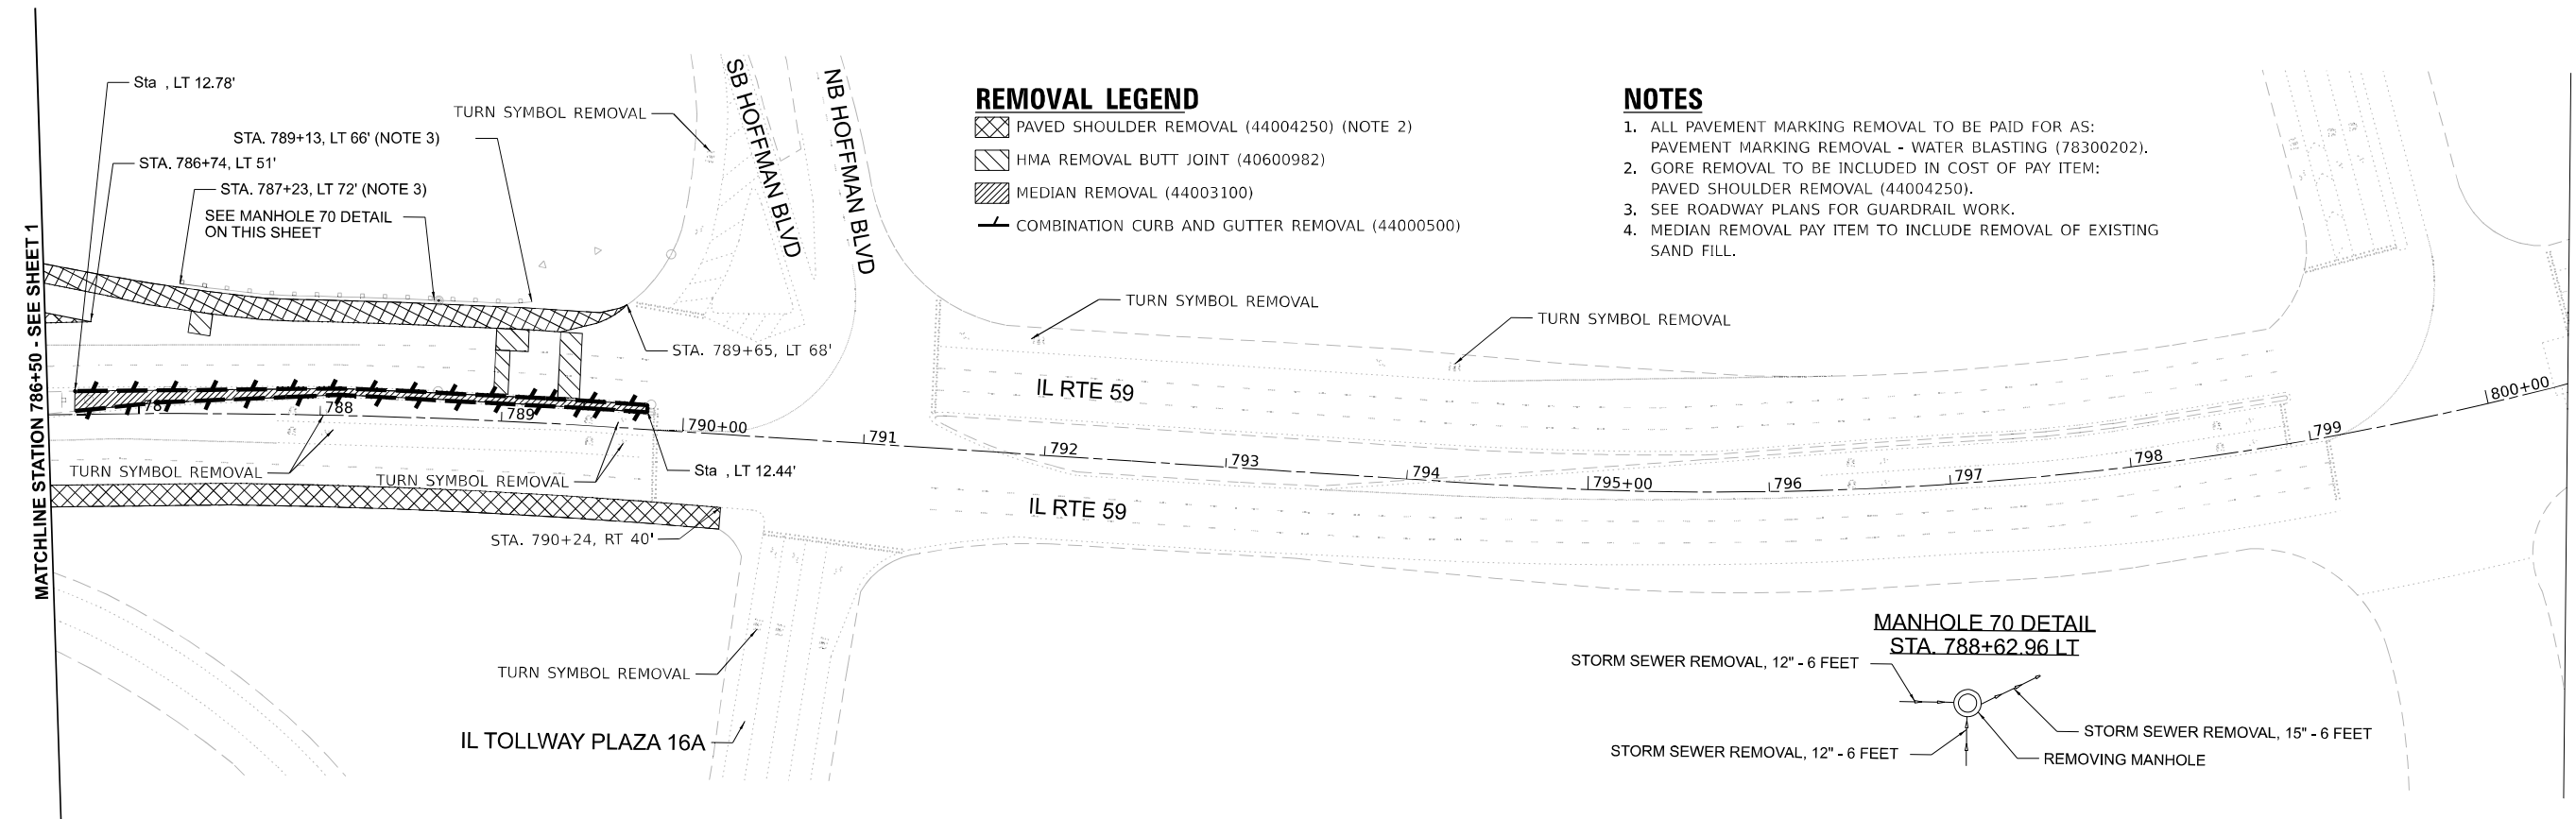 MATCHLINE STATION 786+50 - SEE SHEET 1
Sta , LT 12.78'
TURN SYMBOL REMOVAL
STA. 789+13, LT 66' (NOTE 3)
STA. 786+74, LT 51'
STA. 787+23, LT 72' (NOTE 3)
SEE MANHOLE 70 DETAIL
ON THIS SHEET
SB HOFFMAN BLVD
NB HOFFMAN BLVD
REMOVAL LEGEND
PAVED SHOULDER REMOVAL (44004250) (NOTE 2)
HMA REMOVAL BUTT JOINT (40600982)
MEDIAN REMOVAL (44003100)
COMBINATION CURB AND GUTTER REMOVAL (44000500)
NOTES
1. ALL PAVEMENT MARKING REMOVAL TO BE PAID FOR AS:
PAVEMENT MARKING REMOVAL - WATER BLASTING (78300202).
2. GORE REMOVAL TO BE INCLUDED IN COST OF PAY ITEM:
PAVED SHOULDER REMOVAL (44004250).
3. SEE ROADWAY PLANS FOR GUARDRAIL WORK.
4. MEDIAN REMOVAL PAY ITEM TO INCLUDE REMOVAL OF EXISTING
SAND FILL.
TURN SYMBOL REMOVAL
TURN SYMBOL REMOVAL
STA. 789+65, LT 68'
IL RTE 59
787
788
789
790+00
791
792
793
794
795+00
796
797
798
799
800+00
TURN SYMBOL REMOVAL
TURN SYMBOL REMOVAL
Sta , LT 12.44'
IL RTE 59
STA. 790+24, RT 40'
TURN SYMBOL REMOVAL
IL TOLLWAY PLAZA 16A
MANHOLE 70 DETAIL
STA. 788+62.96 LT
STORM SEWER REMOVAL, 12" - 6 FEET
STORM SEWER REMOVAL, 15" - 6 FEET
STORM SEWER REMOVAL, 12" - 6 FEET
REMOVING MANHOLE